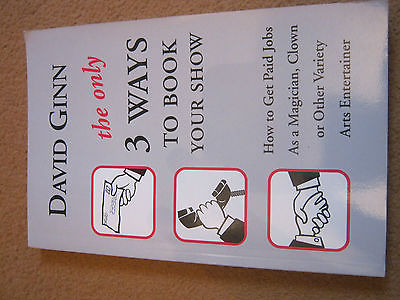 DAVID GINN
the only
3 WAYS
TO BOOK
YOUR SHOW
How to Get Paid Jobs
As a Magician, Clown
or Other Variety
Arts Entertainer